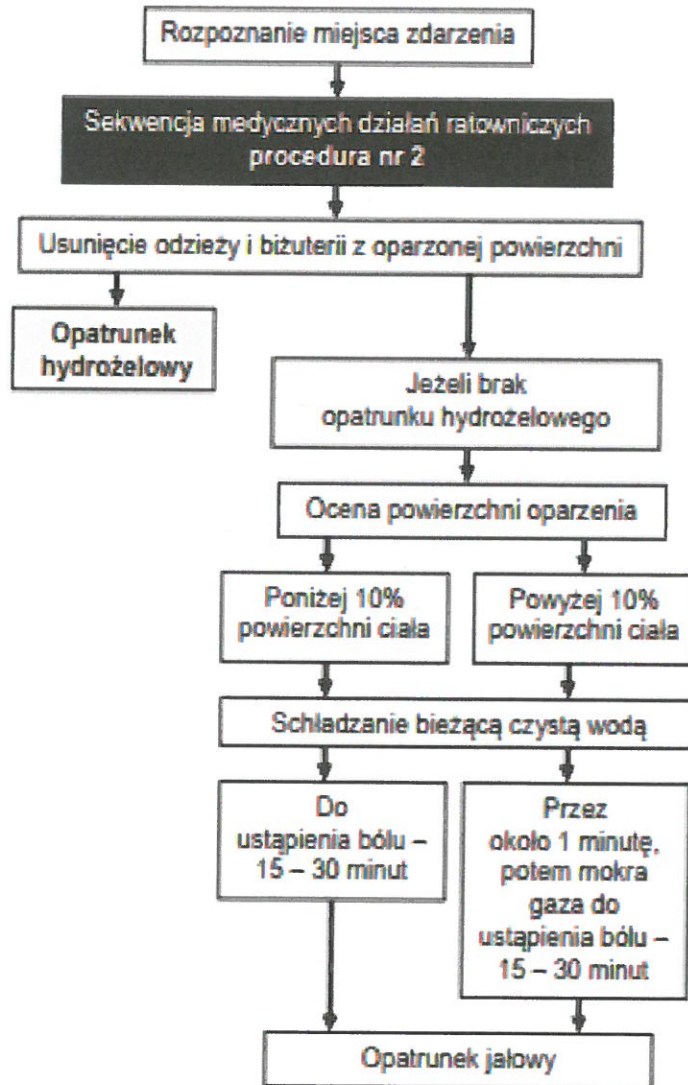 Rozpoznanie miejsca zdarzenia
Sekwencja medycznych działań ratowniczych
procedura nr 2
Usunięcie odzieży i biżuterii z oparzonej powierzchni
Opatrunek
hydrożelowy
Jeżeli brak
opatrunku hydrożelowego
Ocena powierzchni oparzenia
Poniżej 10%
powierzchni ciała
Powyżej 10%
powierzchni ciała
Schładzanie bieżącą czystą wodą
Do
ustąpienia bólu –
15 – 30 minut
Przez
około 1 minutę,
potem mokra
gaza do
ustąpienia bólu –
15 – 30 minut
Opatrunek jałowy